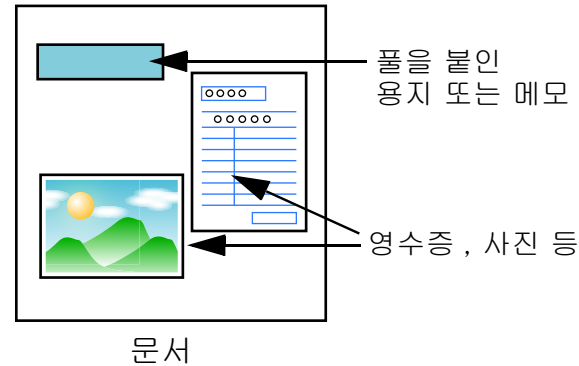 풀을 붙인
용지 또는 메모
영수증 , 사진 등
문서